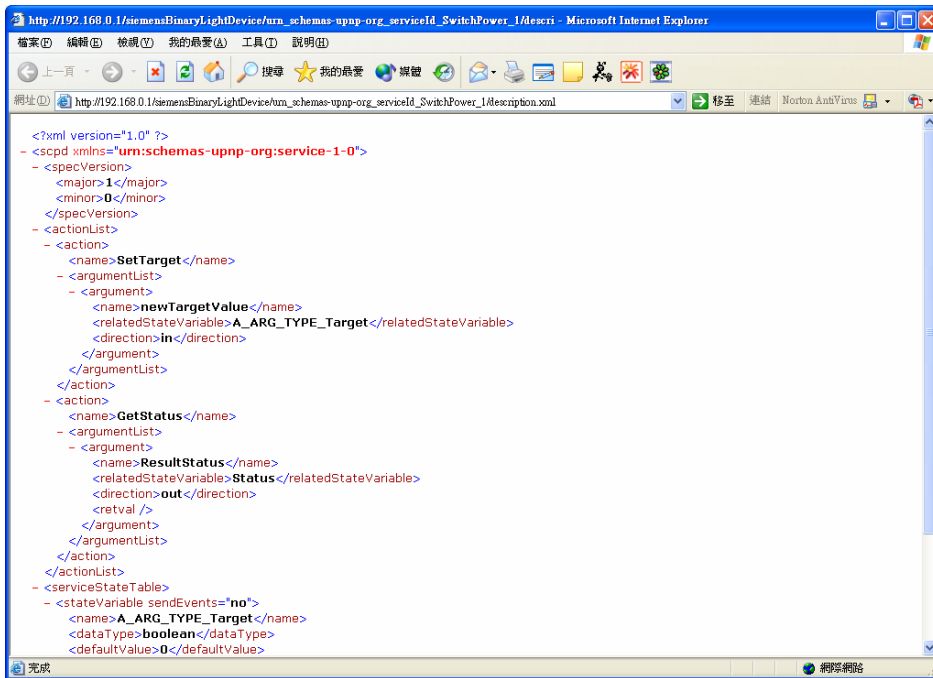 http://192.168.0.1/siemensBinaryLightDevice/urn_schemas-upnp-org_serviceId_SwitchPower_1/descri - Microsoft Internet Explorer
檔案(F) 編輯(E) 檢視(V) 我的最愛(A) 工具(T) 說明(H)
上一頁 搜尋 我的最愛 媒體
網址(D) http://192.168.0.1/siemensBinaryLightDevice/urn_schemas-upnp-org_serviceId_SwitchPower_1/description.xml 移至 連結 Norton AntiVirus
<?xml version="1.0" ?>
- <scpd xmlns="urn:schemas-upnp-org:service-1-0">
- <specVersion>
<major>1</major>
<minor>0</minor>
</specVersion>
- <actionList>
- <action>
<name>SetTarget</name>
- <argumentList>
- <argument>
<name>newTargetValue</name>
<relatedStateVariable>A_ARG_TYPE_Target</relatedStateVariable>
<direction>in</direction>
</argument>
</argumentList>
</action>
- <action>
<name>GetStatus</name>
- <argumentList>
- <argument>
<name>ResultStatus</name>
<relatedStateVariable>Status</relatedStateVariable>
<direction>out</direction>
<retval />
</argument>
</argumentList>
</action>
</actionList>
- <serviceStateTable>
- <stateVariable sendEvents="no">
<name>A_ARG_TYPE_Target</name>
<dataType>boolean</dataType>
<defaultValue>0</defaultValue>
完成 網際網路